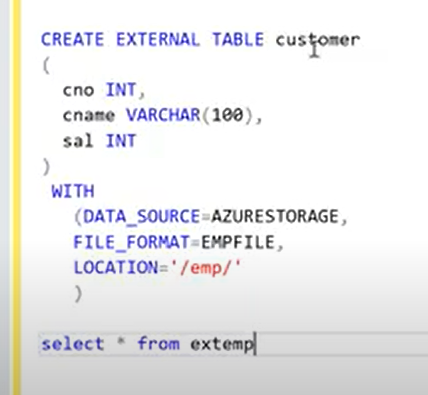 CREATE EXTERNAL TABLE customer
(
cno INT,
cname VARCHAR(100),
sal INT
)
WITH
(DATA_SOURCE=AZURESTORAGE,
FILE_FORMAT=EMPFILE,
LOCATION='/emp/'
)
select * from extemp